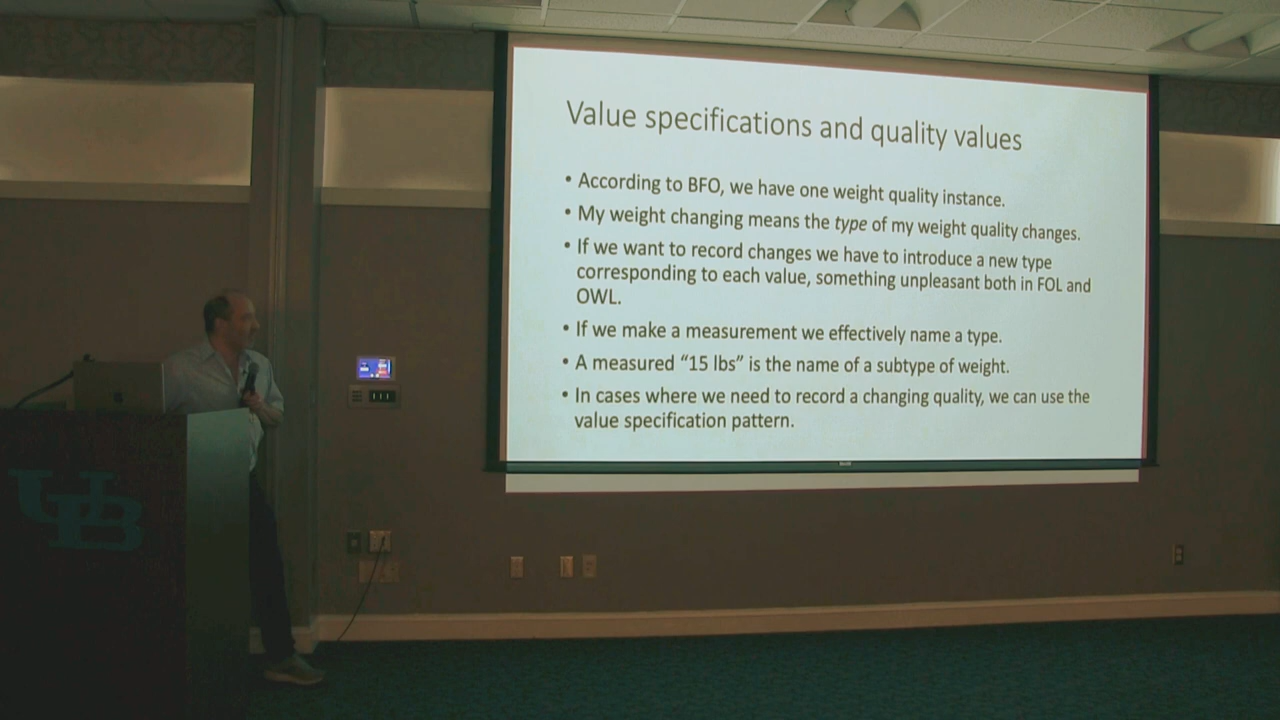 Value specifications and quality values
• According to BFO, we have one weight quality instance.
• My weight changing means the type of my weight quality changes.
• If we want to record changes we have to introduce a new type
corresponding to each value, something unpleasant both in FOL and
OWL.
• If we make a measurement we effectively name a type.
• A measured “15 lbs” is the name of a subtype of weight.
• In cases where we need to record a changing quality, we can use the
value specification pattern.
UB